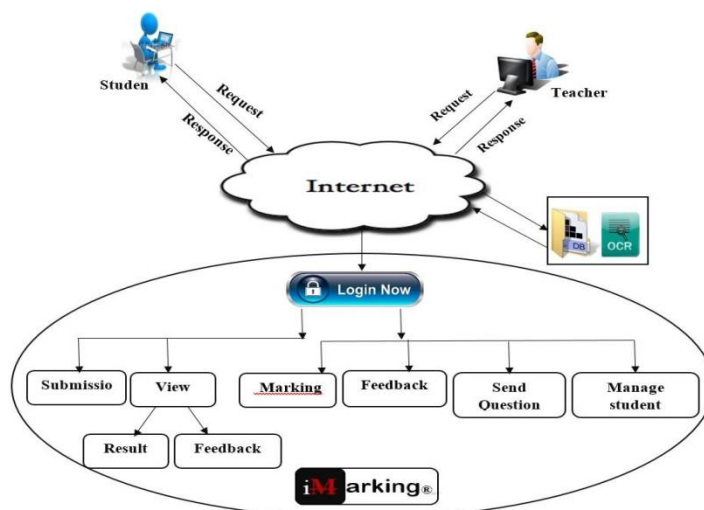 Studen
Teacher
Request
Response
Request
Response
Internet
DB
OCR
Login Now
Submissio
View
Marking
Feedback
Send
Question
Manage
student
Result
Feedback
iMarking®